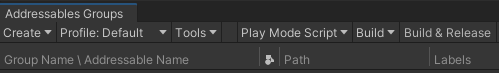 Addressables Groups
Create Profile: Default Tools Play Mode Script Build Build & Release
Group Name \ Addressable Name Path Labels